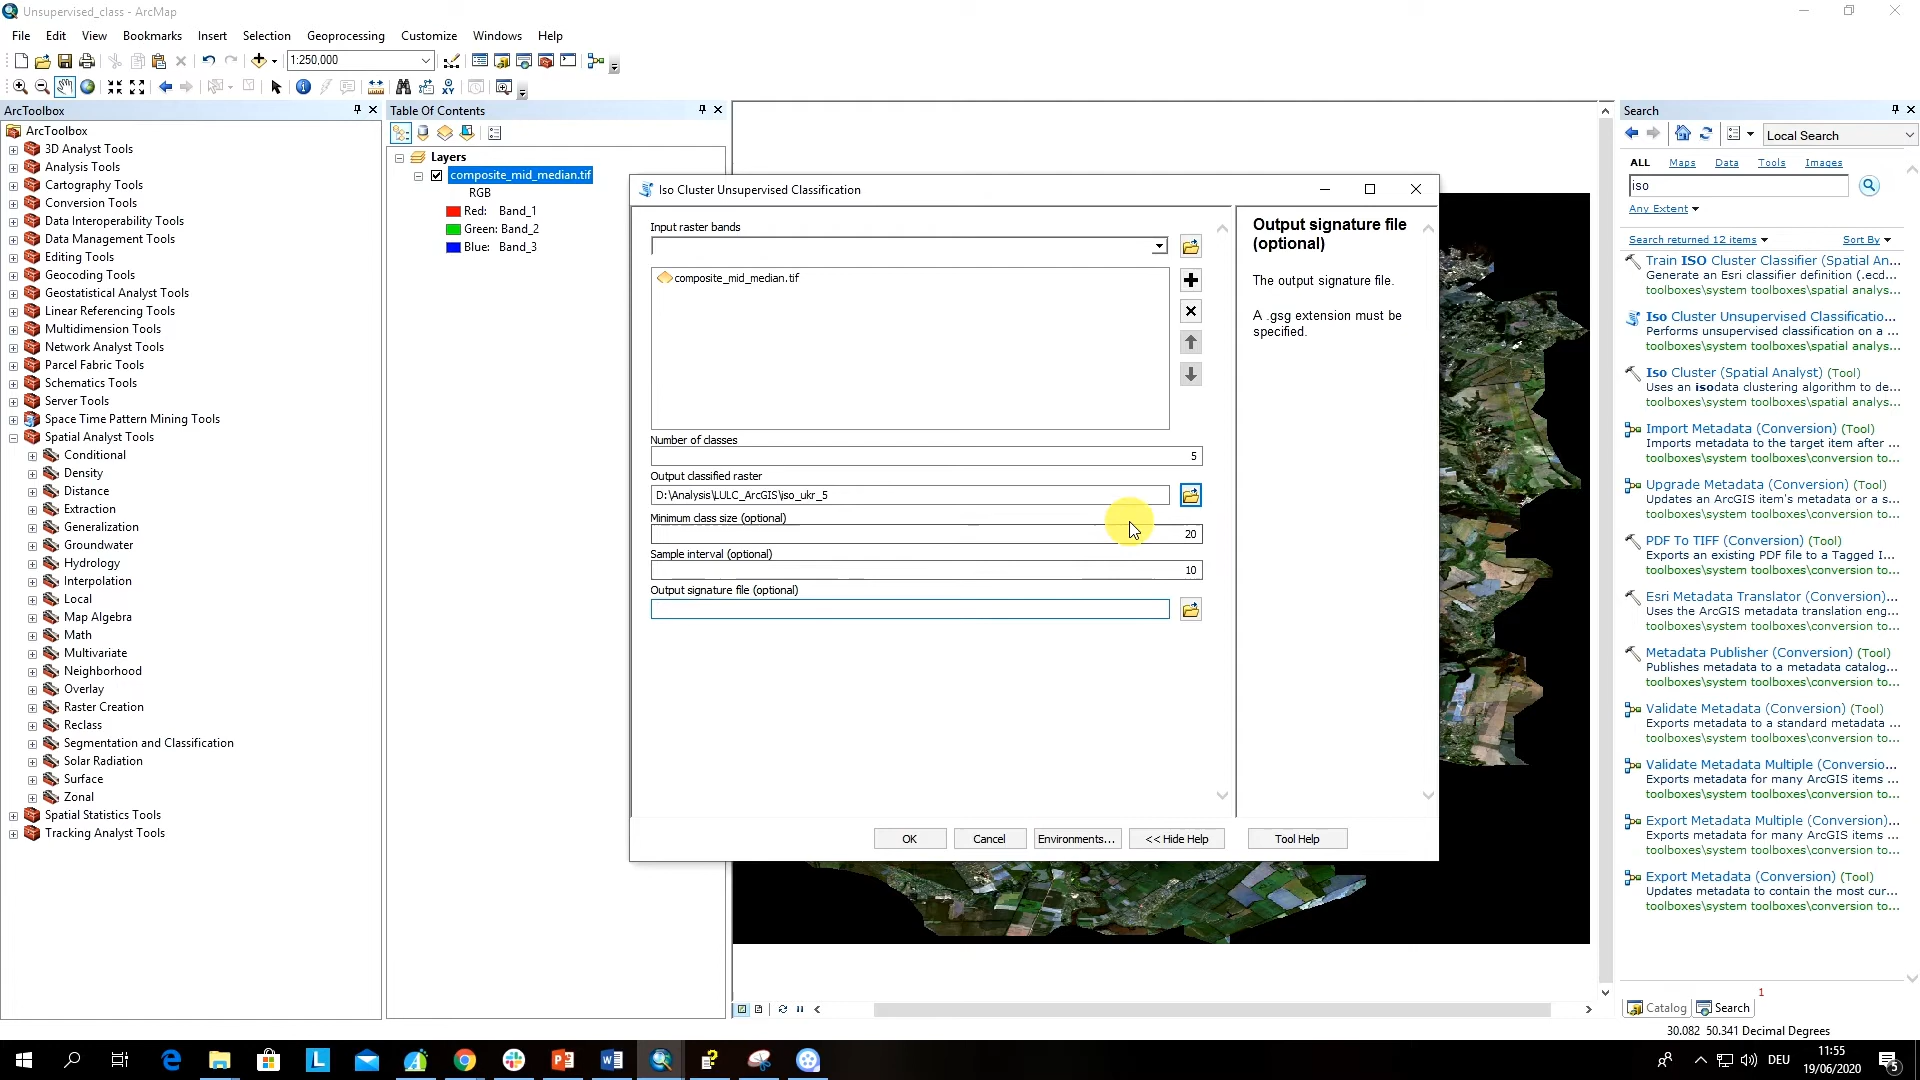 Unsupervised_class - ArcMap
File Edit View Bookmarks Insert Selection Geoprocessing Customize Windows Help
1:250,000
ArcToolbox
ArcToolbox
3D Analyst Tools
Analysis Tools
Cartography Tools
Conversion Tools
Data Interoperability Tools
Data Management Tools
Editing Tools
Geocoding Tools
Geostatistical Analyst Tools
Linear Referencing Tools
Multidimension Tools
Network Analyst Tools
Parcel Fabric Tools
Schematics Tools
Server Tools
Space Time Pattern Mining Tools
Spatial Analyst Tools
Conditional
Density
Distance
Extraction
Generalization
Groundwater
Hydrology
Interpolation
Local
Map Algebra
Math
Multivariate
Neighborhood
Overlay
Raster Creation
Reclass
Segmentation and Classification
Solar Radiation
Surface
Zonal
Spatial Statistics Tools
Tracking Analyst Tools
Table Of Contents
Layers
composite_mid_median.tif
RGB
Red: Band_1
Green: Band_2
Blue: Band_3
Iso Cluster Unsupervised Classification
Input raster bands
composite_mid_median.tif
Number of classes
5
Output classified raster
D:\Analysis\LULC_ArcGIS\iso_ukr_5
Minimum class size (optional)
20
Sample interval (optional)
10
Output signature file (optional)
OK Cancel Environments... << Hide Help Tool Help
Output signature file
(optional)
The output signature file.
A .gsg extension must be
specified.
Search
Local Search
ALL Maps Data Tools Images
iso
Any Extent
Search returned 12 items Sort By
Train ISO Cluster Classifier (Spatial An...
Generate an Esri classifier definition (.ecd...
toolboxes\system toolboxes\spatial analys...
Iso Cluster Unsupervised Classificatio...
Performs unsupervised classification on a ...
toolboxes\system toolboxes\spatial analys...
Iso Cluster (Spatial Analyst) (Tool)
Uses an isodata clustering algorithm to de...
toolboxes\system toolboxes\spatial analys...
Import Metadata (Conversion) (Tool)
Imports metadata to the target item after ...
toolboxes\system toolboxes\conversion to...
Upgrade Metadata (Conversion) (Tool)
Updates an ArcGIS item's metadata or a s...
toolboxes\system toolboxes\conversion to...
PDF To TIFF (Conversion) (Tool)
Exports an existing PDF file to a Tagged I...
toolboxes\system toolboxes\conversion to...
Esri Metadata Translator (Conversion)...
Uses the ArcGIS metadata translation eng...
toolboxes\system toolboxes\conversion to...
Metadata Publisher (Conversion) (Tool)
Publishes metadata to a metadata catalog...
toolboxes\system toolboxes\conversion to...
Validate Metadata (Conversion) (Tool)
Exports metadata to a standard metadata ...
toolboxes\system toolboxes\conversion to...
Validate Metadata Multiple (Conversio...
Exports metadata for many ArcGIS items ...
toolboxes\system toolboxes\conversion to...
Export Metadata Multiple (Conversion)...
Exports metadata for many ArcGIS items ...
toolboxes\system toolboxes\conversion to...
Export Metadata (Conversion) (Tool)
Updates metadata to contain the most cur...
toolboxes\system toolboxes\conversion to...
1
Catalog Search
30.082 50.341 Decimal Degrees
DEU
11:55
19/06/2020
5